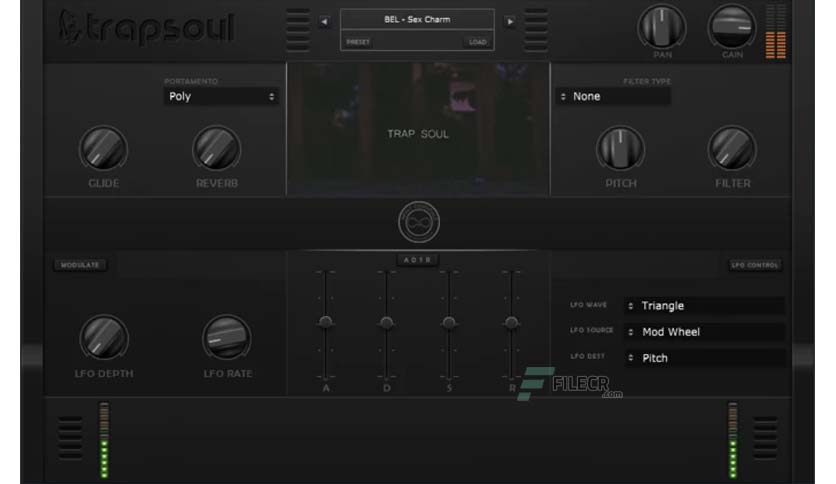 trapsoul
BEL - Sex Charm
PRESET
LOAD
PAN
GAIN
PORTAMENTO
Poly
FILTER TYPE
None
TRAP SOUL
GLIDE
REVERB
PITCH
FILTER
MODULATE
ADSR
LFO CONTROL
LFO WAVE
Triangle
LFO SOURCE
Mod Wheel
LFO DEST
Pitch
LFO DEPTH
LFO RATE
A D S R
FILECR
.com